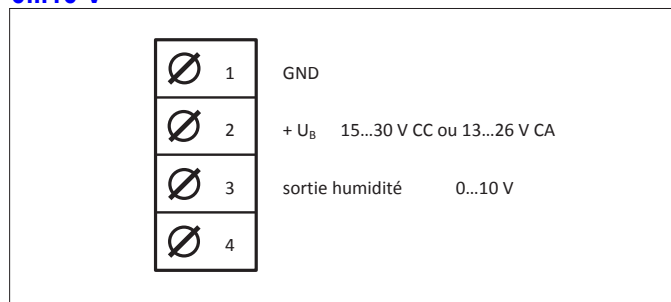 1 GND
2 + U_B 15...30 V CC ou 13...26 V CA
3 sortie humidité 0...10 V
4